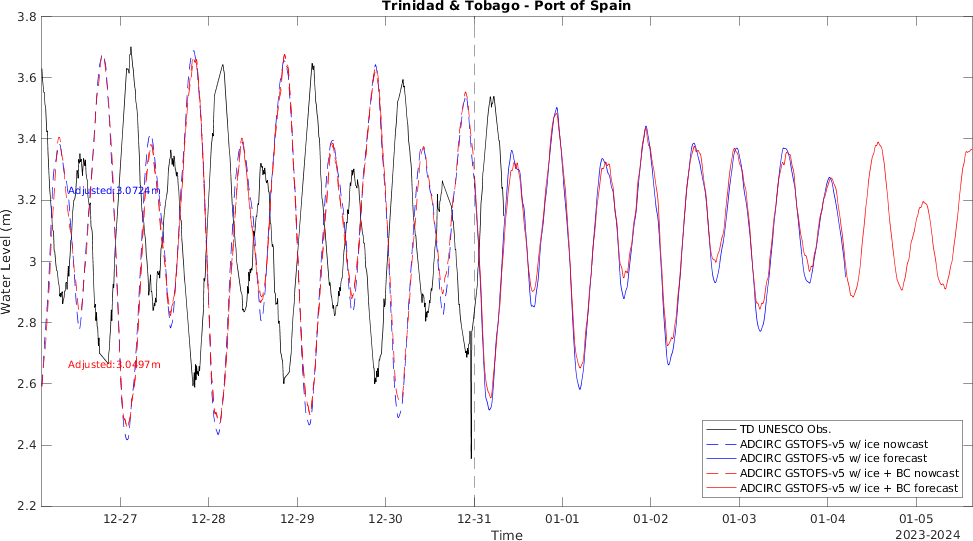 Trinidad & Tobago - Port of Spain
3.8
3.6
3.4
3.2
3
2.8
2.6
2.4
2.2
Water Level (m)
Adjusted:3.0724m
Adjusted:3.0497m
TD UNESCO Obs.
ADCIRC GSTOFS-v5 w/ ice nowcast
ADCIRC GSTOFS-v5 w/ ice forecast
ADCIRC GSTOFS-v5 w/ ice + BC nowcast
ADCIRC GSTOFS-v5 w/ ice + BC forecast
12-27 12-28 12-29 12-30 12-31 01-01 01-02 01-03 01-04 01-05
2023-2024
Time